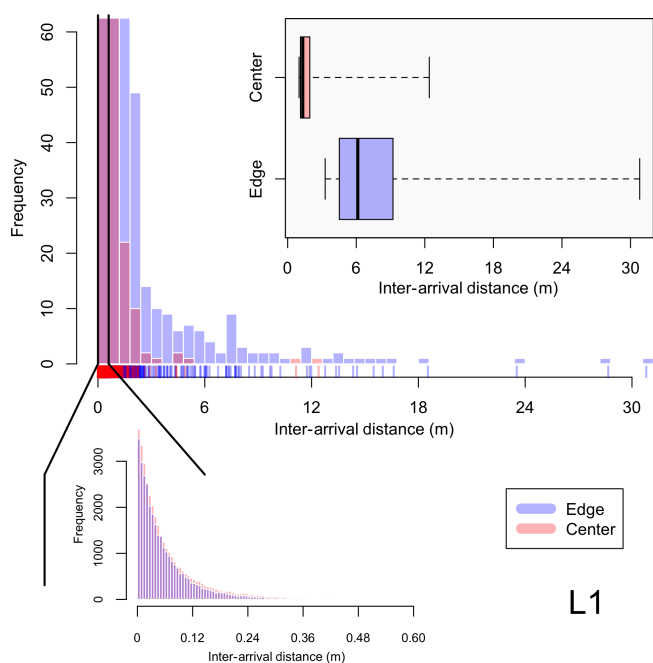 Frequency
60
50
40
30
20
10
0
0 6 12 18 24 30
Inter-arrival distance (m)
Center
Edge
0 6 12 18 24 30
Inter-arrival distance (m)
Frequency
3000
2000
1000
0
0 0.12 0.24 0.36 0.48 0.60
Inter-arrival distance (m)
Edge
Center
L1